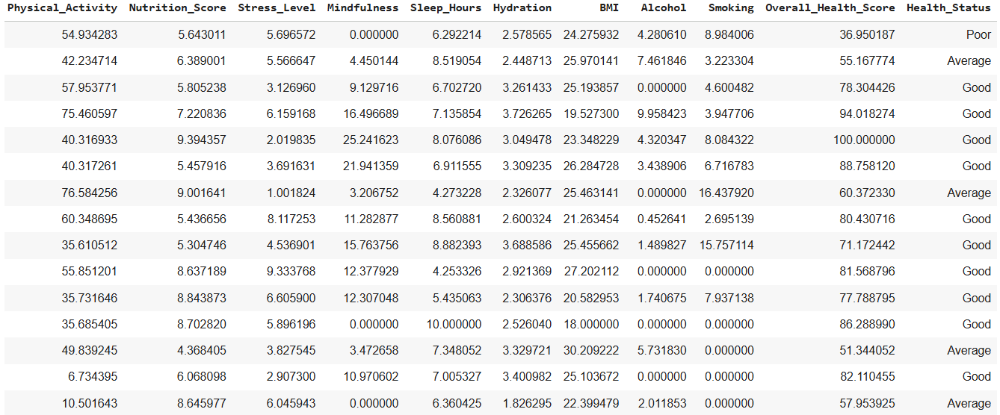 Physical_Activity Nutrition_Score Stress_Level Mindfulness Sleep_Hours Hydration BMI Alcohol Smoking Overall_Health_Score Health_Status
54.934283 5.643011 5.696572 0.000000 6.292214 2.578565 24.275932 4.280610 8.984006 36.950187 Poor
42.234714 6.389001 5.566647 4.450144 8.519054 2.448713 25.970141 7.461846 3.223304 55.167774 Average
57.953771 5.805238 3.126960 9.129716 6.702720 3.261433 25.193857 0.000000 4.600482 78.304426 Good
75.460597 7.220836 6.159168 16.496689 7.135854 3.726265 19.527300 9.958423 3.947706 94.018274 Good
40.316933 9.394357 2.019835 25.241623 8.076086 3.049478 23.348229 4.320347 8.084322 100.000000 Good
40.317261 5.457916 3.691631 21.941359 6.911555 3.309235 26.284728 3.438906 6.716783 88.758120 Good
76.584256 9.001641 1.001824 3.206752 4.273228 2.326077 25.463141 0.000000 16.437920 60.372330 Average
60.348695 5.436656 8.117253 11.282877 8.560881 2.600324 21.263454 0.452641 2.695139 80.430716 Good
35.610512 5.304746 4.536901 15.763756 8.882393 3.688586 25.455662 1.489827 15.757114 71.172442 Good
55.851201 8.637189 9.333768 12.377929 4.253326 2.921369 27.202112 0.000000 0.000000 81.568796 Good
35.731646 8.843873 6.605900 12.307048 5.435063 2.306376 20.582953 1.740675 7.937138 77.788795 Good
35.685405 8.702820 5.896196 0.000000 10.000000 2.526040 18.000000 0.000000 0.000000 86.288990 Good
49.839245 4.368405 3.827545 3.472658 7.348052 3.329721 30.209222 5.731830 0.000000 51.344052 Average
6.734395 6.068098 2.907300 10.970602 7.005327 3.400982 25.103672 0.000000 0.000000 82.110455 Good
10.501643 8.645977 6.045943 0.000000 6.360425 1.826295 22.399479 2.011853 0.000000 57.953925 Average